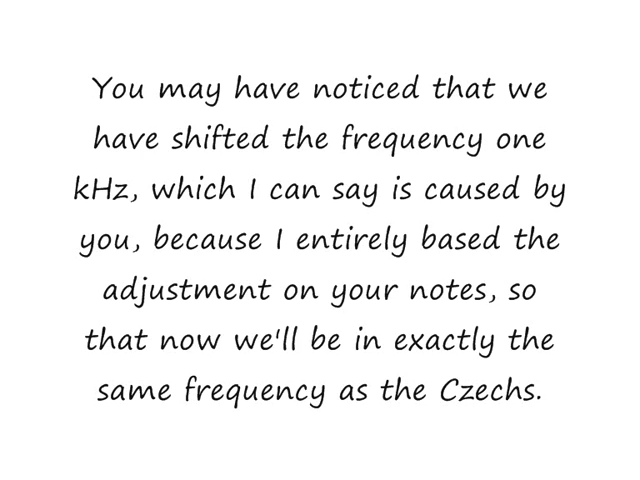 You may have noticed that we
have shifted the frequency one
kHz, which I can say is caused by
you, because I entirely based the
adjustment on your notes, so
that now we'll be in exactly the
same frequency as the Czechs.